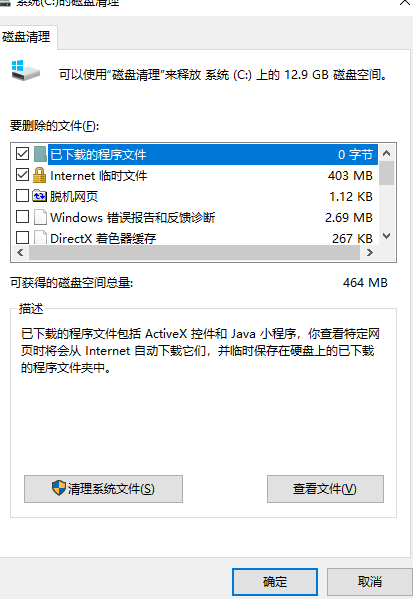 系统(C:)的磁盘清理
磁盘清理
可以使用"磁盘清理"来释放 系统 (C:) 上的 12.9 GB 磁盘空间。
要删除的文件(F):
已下载的程序文件 0 字节
Internet 临时文件 403 MB
脱机网页 1.12 KB
Windows 错误报告和反馈诊断 2.69 MB
DirectX 着色器缓存 267 KB
可获得的磁盘空间总量: 464 MB
描述
已下载的程序文件包括 ActiveX 控件和 Java 小程序，你查看特定网
页时将会从 Internet 自动下载它们，并临时保存在硬盘上的已下载
的程序文件夹中。
清理系统文件(S) 查看文件(V)
确定 取消